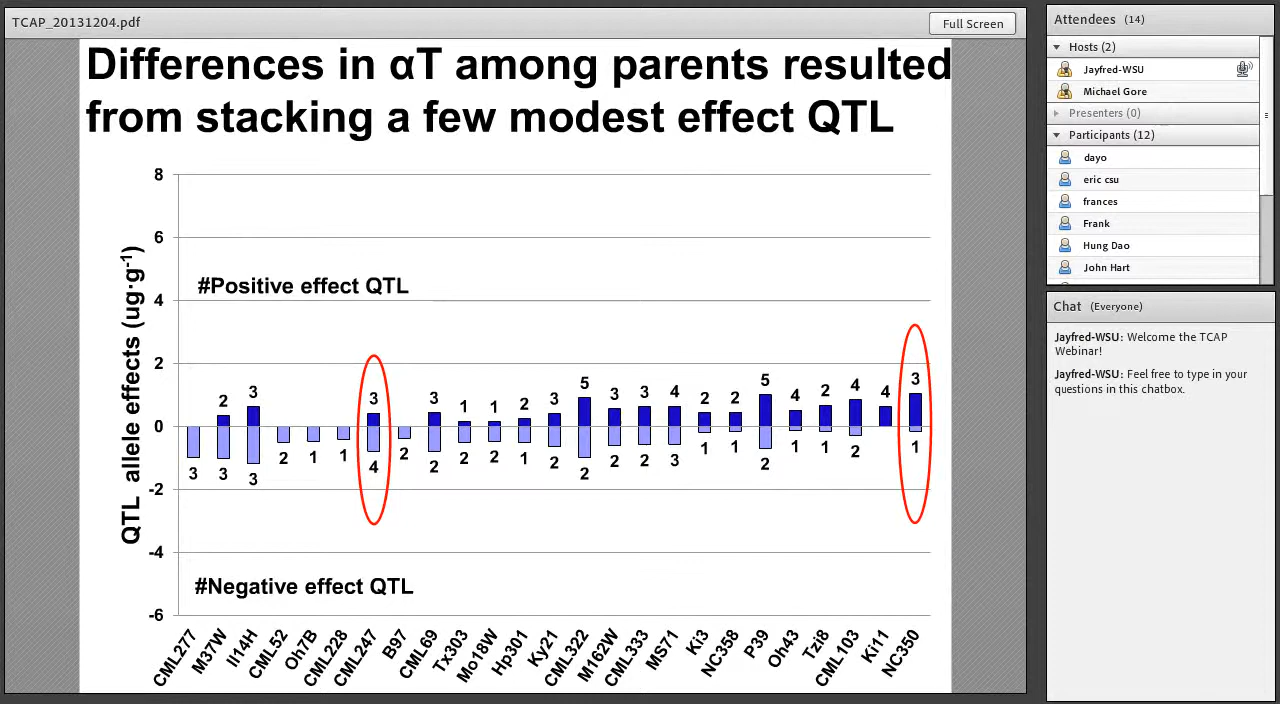 TCAP_20131204.pdf
Full Screen
Differences in αT among parents resulted
from stacking a few modest effect QTL
QTL allele effects (ug·g-1)
8
6
4
2
0
-2
-4
-6
#Positive effect QTL
2 3 3 3 1 1 2 3 5 3 3 4 2 2 5 4 2 4 4 3
3 3 3 2 1 1 4 2 2 2 2 1 2 2 2 2 3 1 1 2 1 1 2 1
#Negative effect QTL
CML277
M37W
Il14H
CML52
Oh7B
CML228
CML247
B97
CML69
Tx303
Mo18W
Hp301
Ky21
CML322
M162W
CML333
MS71
Ki3
NC358
P39
Oh43
Tzi8
CML103
Ki11
NC350
Attendees (14)
Hosts (2)
Jayfred-WSU
Michael Gore
Presenters (0)
Participants (12)
dayo
eric csu
frances
Frank
Hung Dao
John Hart
Chat (Everyone)
Jayfred-WSU: Welcome the TCAP
Webinar!
Jayfred-WSU: Feel free to type in your
questions in this chatbox.